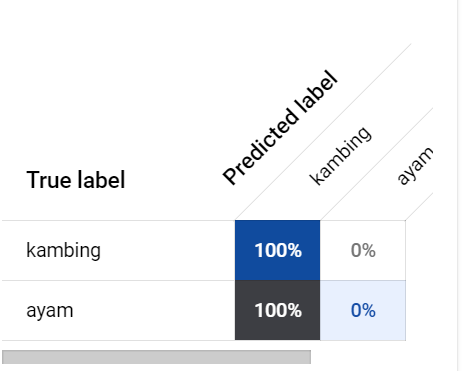 Predicted label
kambing
ayam
True label
kambing 100% 0%
ayam 100% 0%